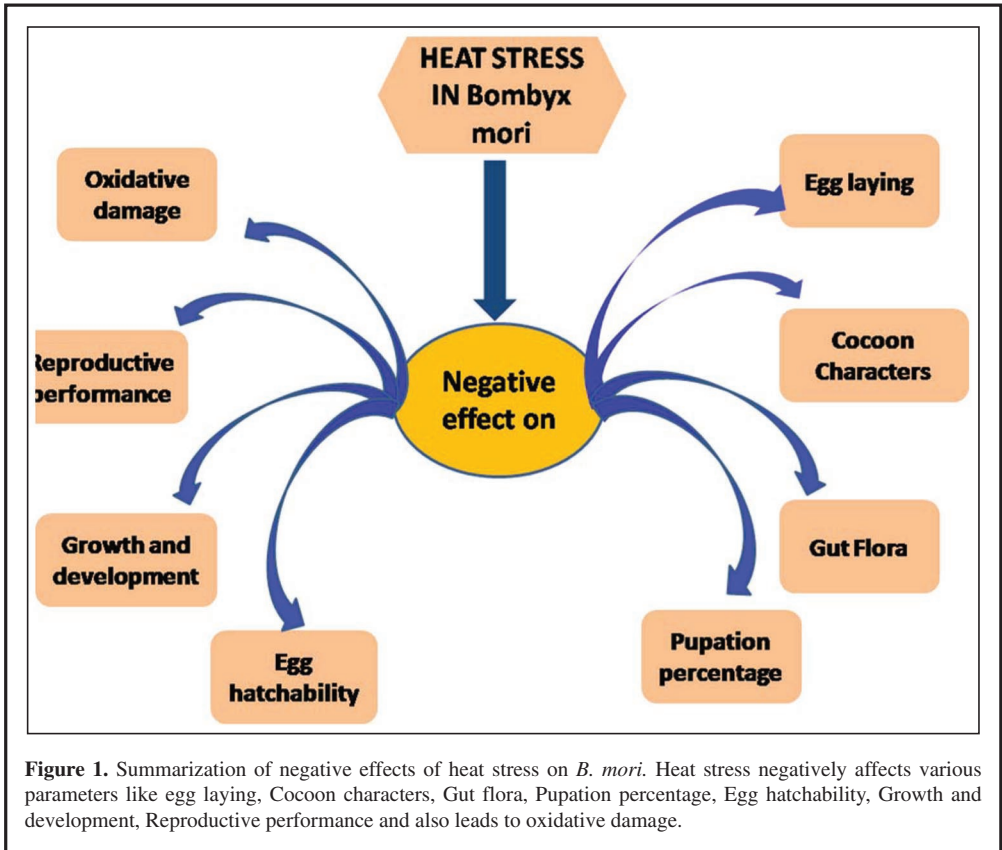 HEAT STRESS
IN Bombyx
mori
Oxidative
damage
Egg laying
Reproductive
performance
Cocoon
Characters
Negative
effect on
Growth and
development
Gut Flora
Egg
hatchability
Pupation
percentage
Figure 1. Summarization of negative effects of heat stress on B. mori. Heat stress negatively affects various
parameters like egg laying, Cocoon characters, Gut flora, Pupation percentage, Egg hatchability, Growth and
development, Reproductive performance and also leads to oxidative damage.